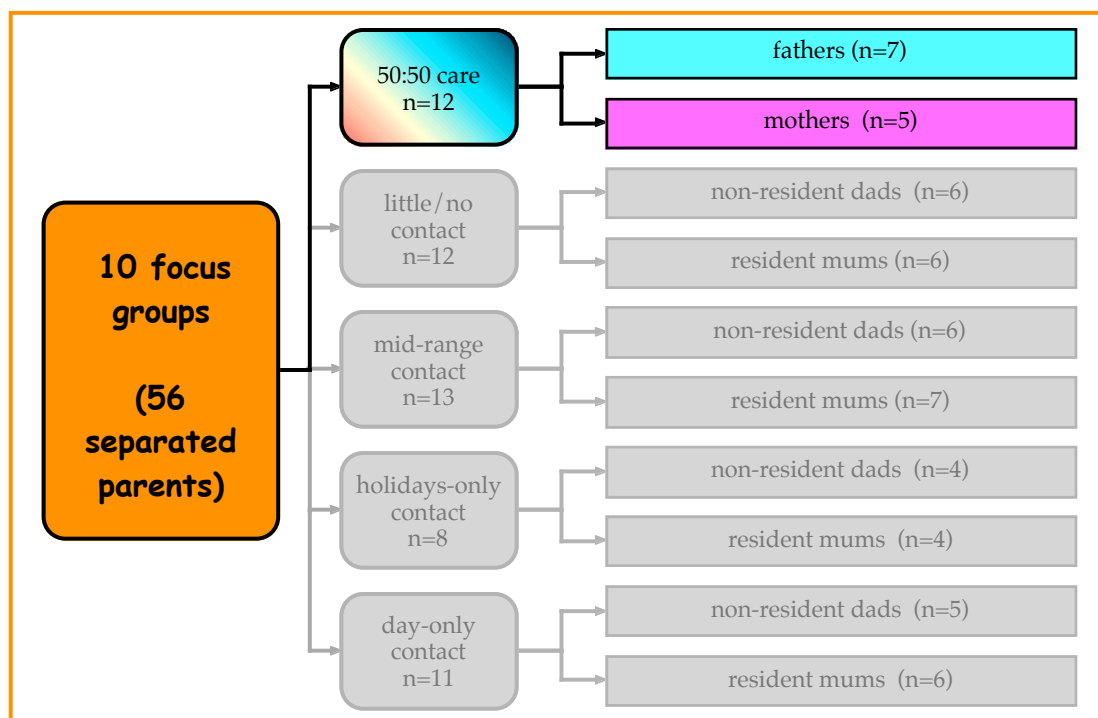 10 focus
groups
(56
separated
parents)
50:50 care
n=12
fathers (n=7)
mothers (n=5)
little/no
contact
n=12
non-resident dads (n=6)
resident mums (n=6)
mid-range
contact
n=13
non-resident dads (n=6)
resident mums (n=7)
holidays-only
contact
n=8
non-resident dads (n=4)
resident mums (n=4)
day-only
contact
n=11
non-resident dads (n=5)
resident mums (n=6)